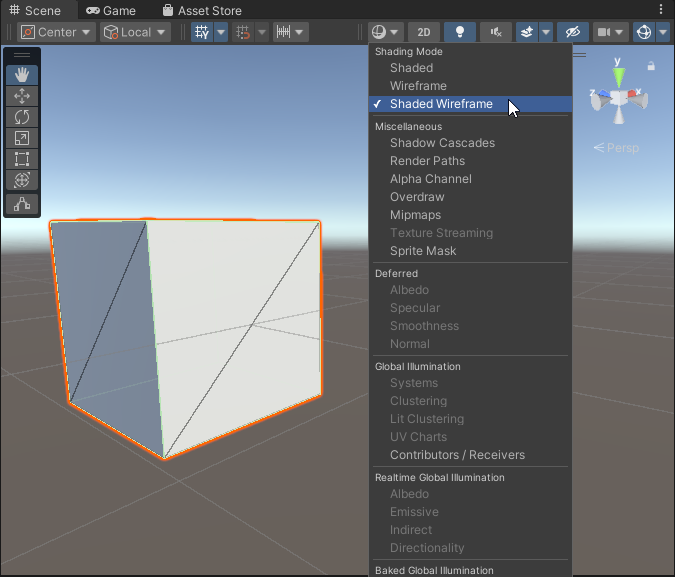 Scene Game Asset Store
Center Local 2D
Shading Mode
Shaded
Wireframe
✓ Shaded Wireframe
Miscellaneous
Shadow Cascades
Render Paths
Alpha Channel
Overdraw
Mipmaps
Texture Streaming
Sprite Mask
Deferred
Albedo
Specular
Smoothness
Normal
Global Illumination
Systems
Clustering
Lit Clustering
UV Charts
Contributors / Receivers
Realtime Global Illumination
Albedo
Emissive
Indirect
Directionality
Baked Global Illumination
y
z x
Persp